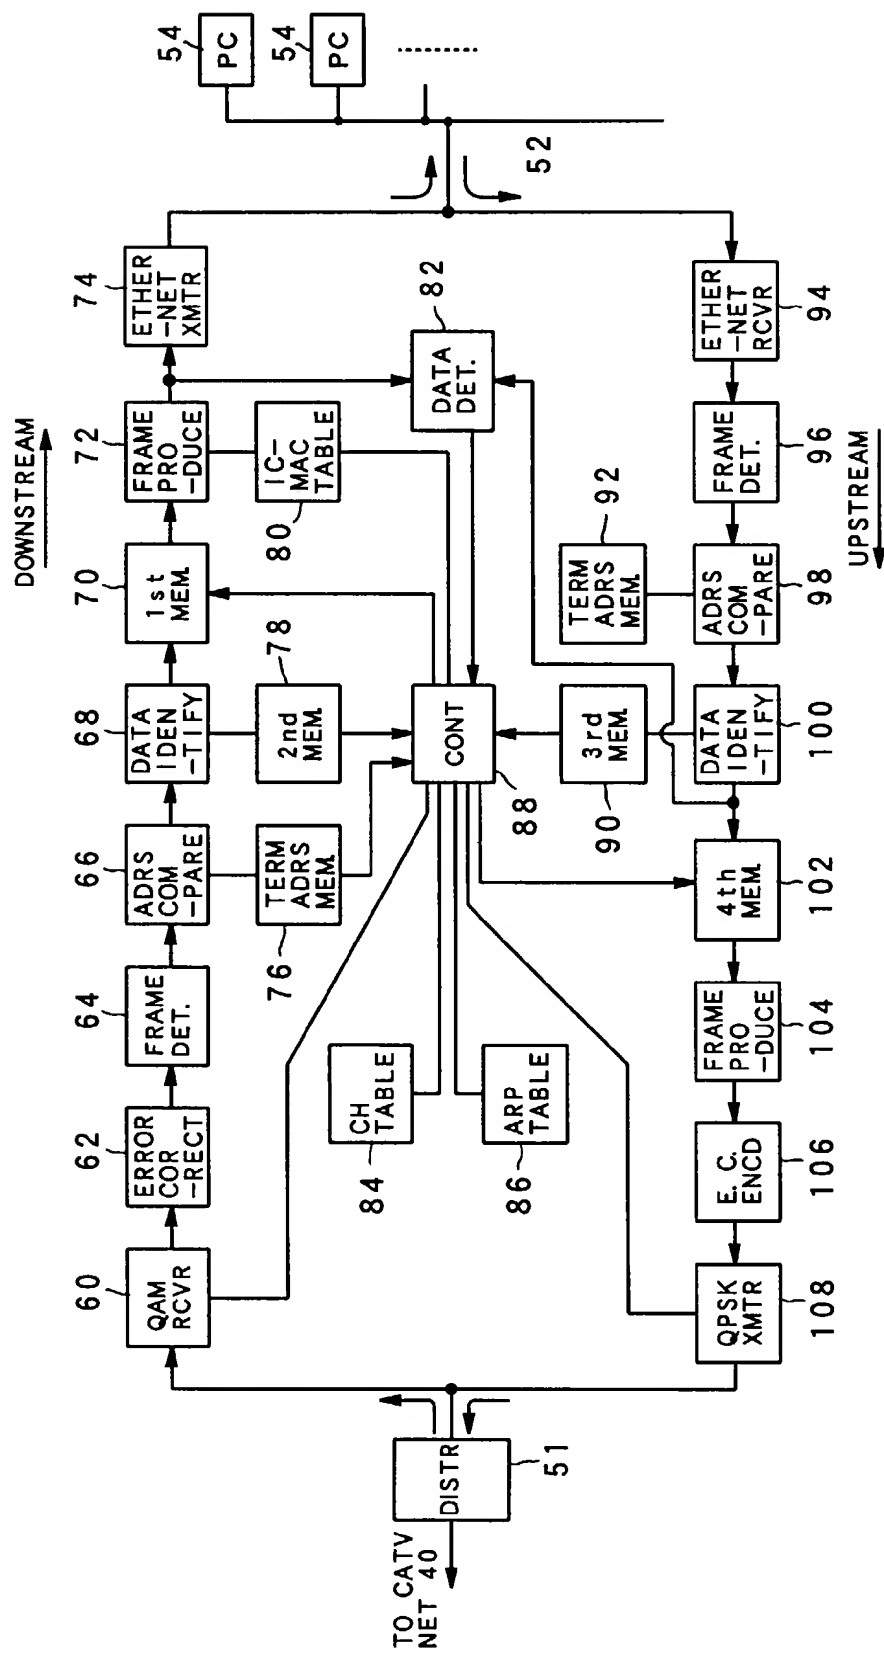 DOWNSTREAM
60
QAM
RCVR
62
ERROR
COR
-RECT
64
FRAME
DET.
66
ADRS
COM
-PARE
68
DATA
IDEN
-TIFY
70
1st
MEM.
72
FRAME
PRO
-DUCE
74
ETHER
-NET
XMTR
54
PC
54
PC
76
TERM
ADRS
MEM.
2nd
MEM.
78
80
IC-
MAC
TABLE
DATA
DET.
82
TO CATV
NET 40
DISTR
51
84
CH
TABLE
86
ARP
TABLE
CONT
88
52
90
3rd
MEM.
TERM
ADRS
MEM.
92
QPSK
XMTR
108
E. C.
ENCD
106
FRAME
PRO
-DUCE
104
4th
MEM.
102
DATA
IDEN
-TIFY
100
ADRS
COM
-PARE
98
FRAME
DET.
96
ETHER
-NET
RCVR
94
UPSTREAM